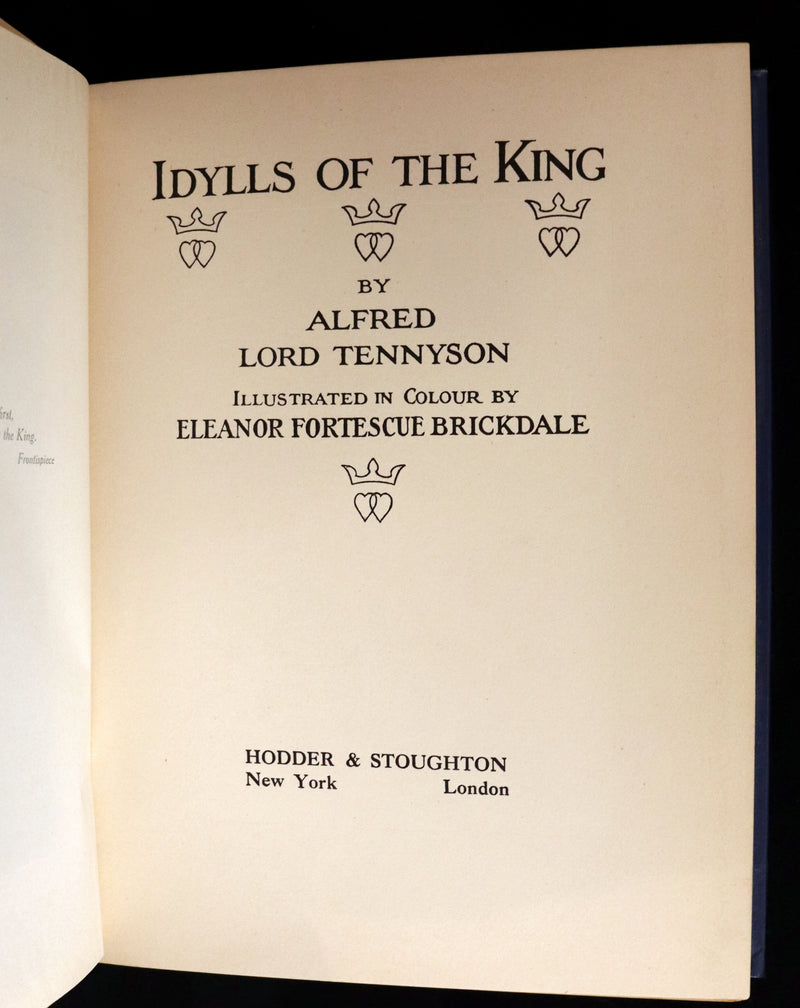 irst,
the King.
Frontispiece
IDYLLS OF THE KING
BY
ALFRED
LORD TENNYSON
ILLUSTRATED IN COLOUR BY
ELEANOR FORTESCUE BRICKDALE
HODDER & STOUGHTON
New York London